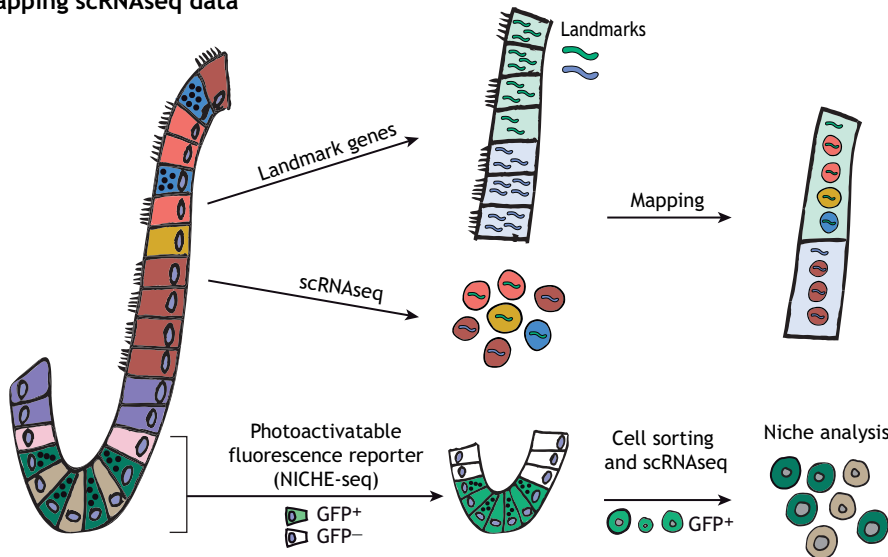 apping scRNAseq data
Landmarks
Landmark genes
Mapping
scRNAseq
Photoactivatable
fluorescence reporter
(NICHE-seq)
GFP+
GFP−
Cell sorting
and scRNAseq
GFP+
Niche analysis